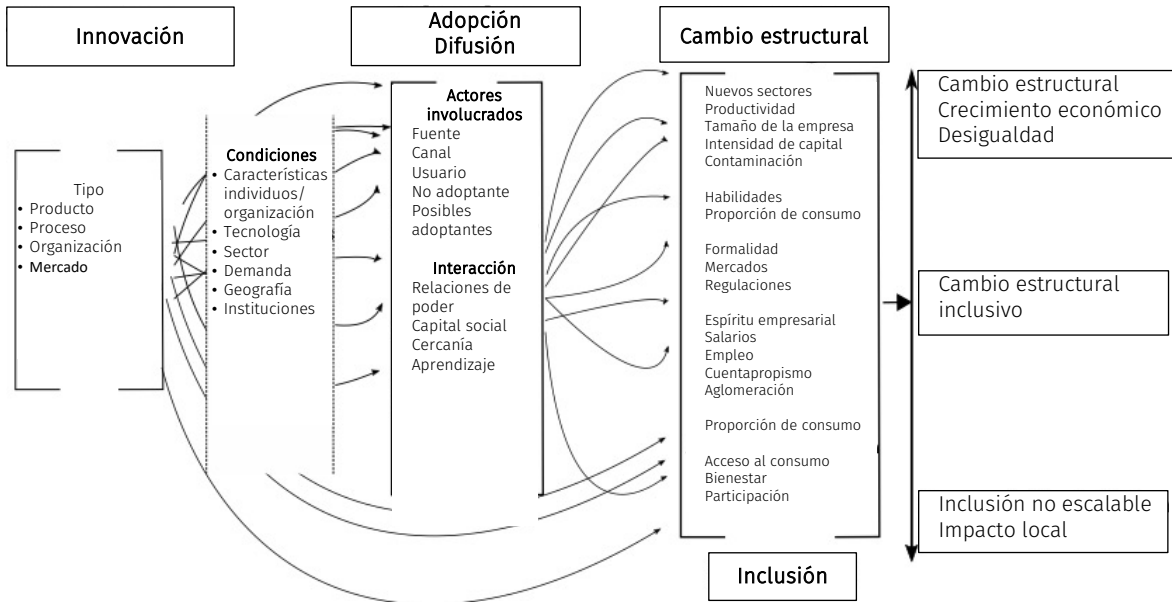 Innovación
Adopción
Difusión
Cambio estructural
Tipo
• Producto
• Proceso
• Organización
• Mercado
Condiciones
• Características
individuos/
organización
• Tecnología
• Sector
• Demanda
• Geografía
• Instituciones
Actores
involucrados
Fuente
Canal
Usuario
No adoptante
Posibles
adoptantes
Interacción
Relaciones de
poder
Capital social
Cercanía
Aprendizaje
Nuevos sectores
Productividad
Tamaño de la empresa
Intensidad de capital
Contaminación
Habilidades
Proporción de consumo
Formalidad
Mercados
Regulaciones
Espíritu empresarial
Salarios
Empleo
Cuentapropismo
Aglomeración
Proporción de consumo
Acceso al consumo
Bienestar
Participación
Inclusión
Cambio estructural
Crecimiento económico
Desigualdad
Cambio estructural
inclusivo
Inclusión no escalable
Impacto local